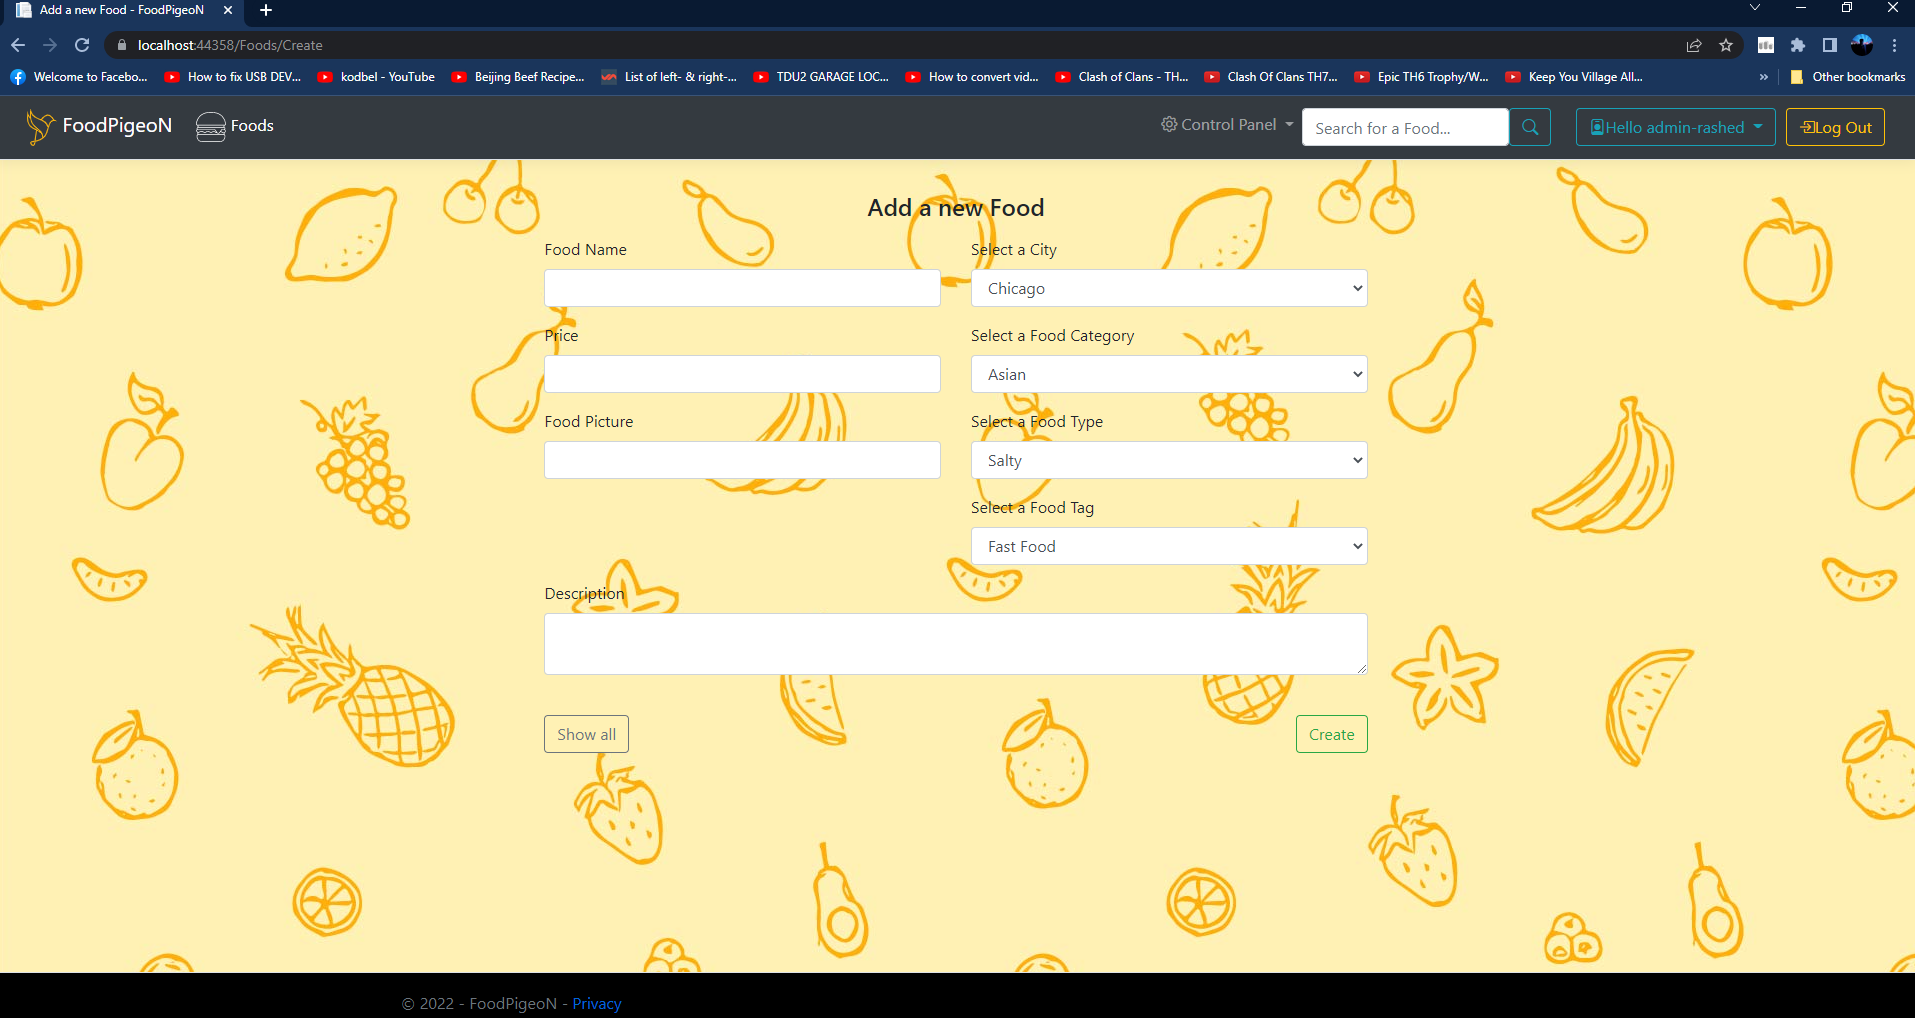 Add a new Food - FoodPigeoN
localhost:44358/Foods/Create
Welcome to Facebo... How to fix USB DEV... kodbel - YouTube Beijing Beef Recipe... List of left- & right-... TDU2 GARAGE LOC... How to convert vid... Clash of Clans - TH... Clash Of Clans TH7... Epic TH6 Trophy/W... Keep You Village All... » Other bookmarks
FoodPigeoN Foods Control Panel Search for a Food... Hello admin-rashed Log Out
Add a new Food
Food Name Select a City
Chicago
Price Select a Food Category
Asian
Food Picture Select a Food Type
Salty
Select a Food Tag
Fast Food
Description
Show all Create
© 2022 - FoodPigeoN - Privacy